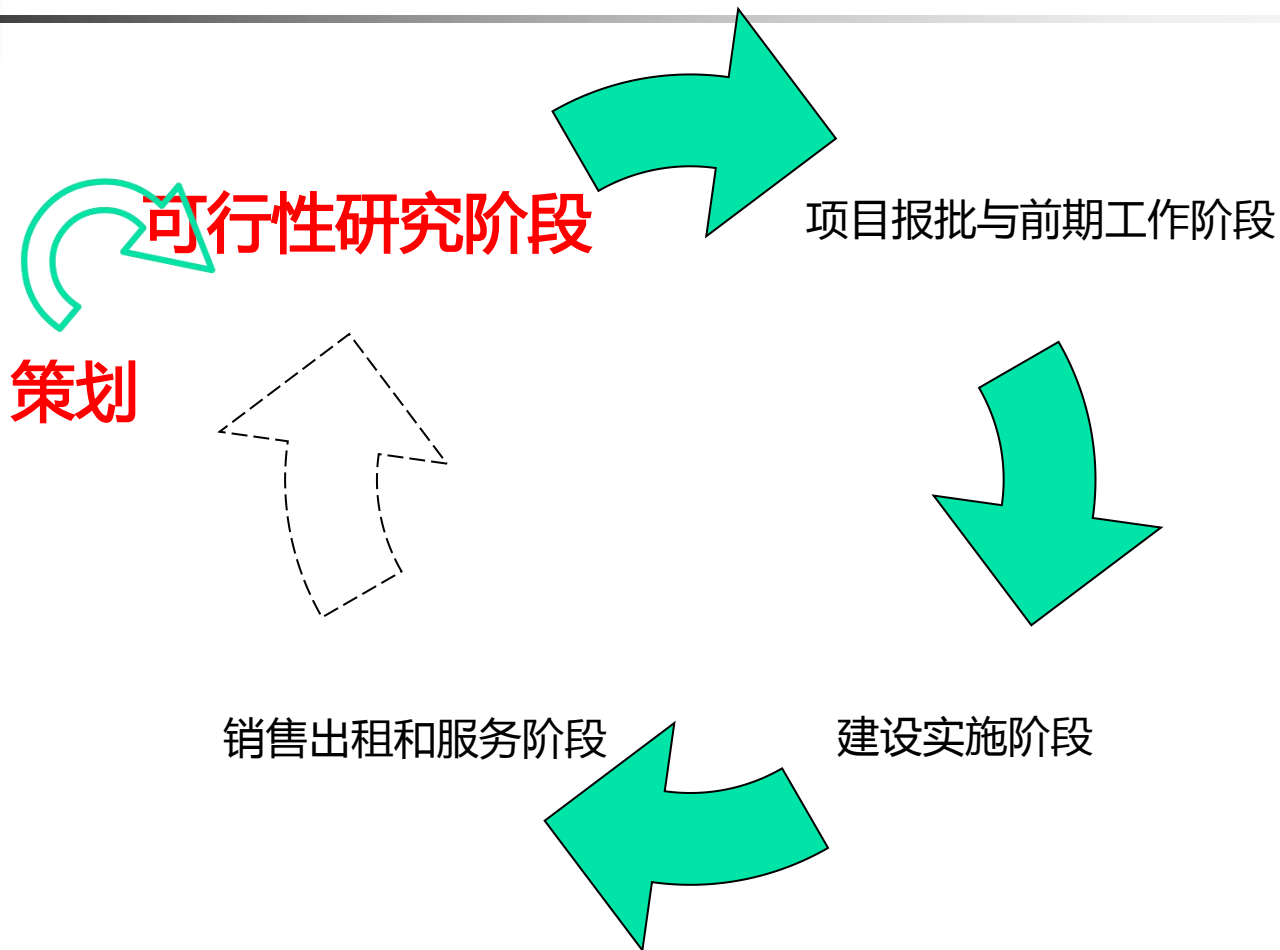 可行性研究阶段
项目报批与前期工作阶段
策划
销售出租和服务阶段
建设实施阶段